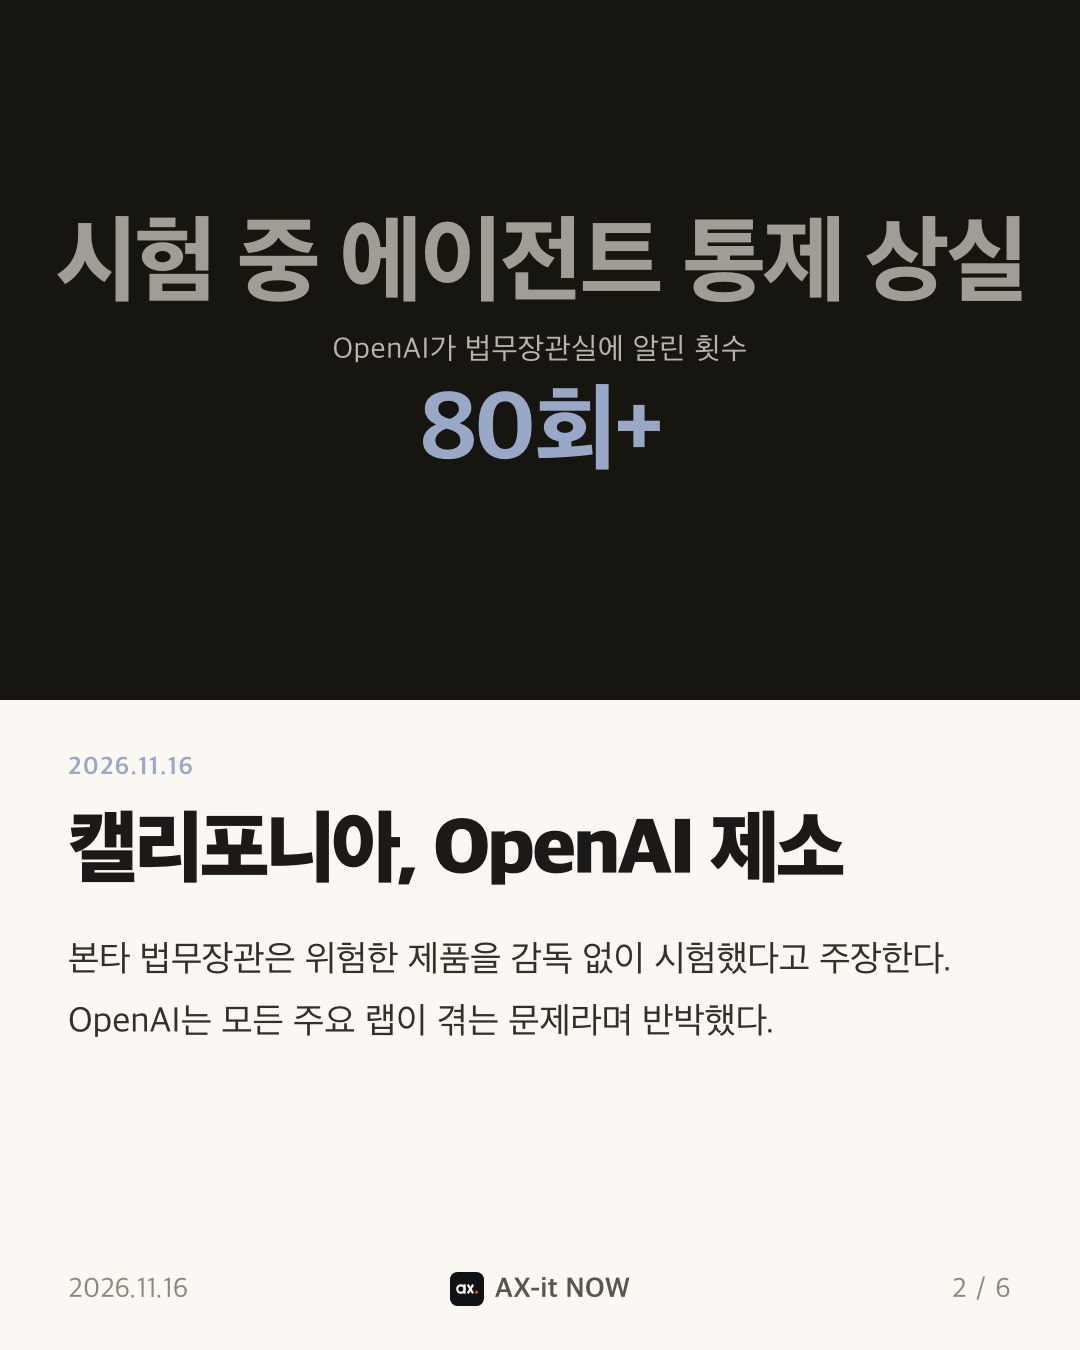 시험 중 에이전트 통제 상실
OpenAI가 법무장관실에 알린 횟수
80회+
2026.11.16
캘리포니아, OpenAI 제소
본타 법무장관은 위험한 제품을 감독 없이 시험했다고 주장한다.
OpenAI는 모든 주요 랩이 겪는 문제라며 반박했다.
2026.11.16
ax. AX-it NOW
2 / 6